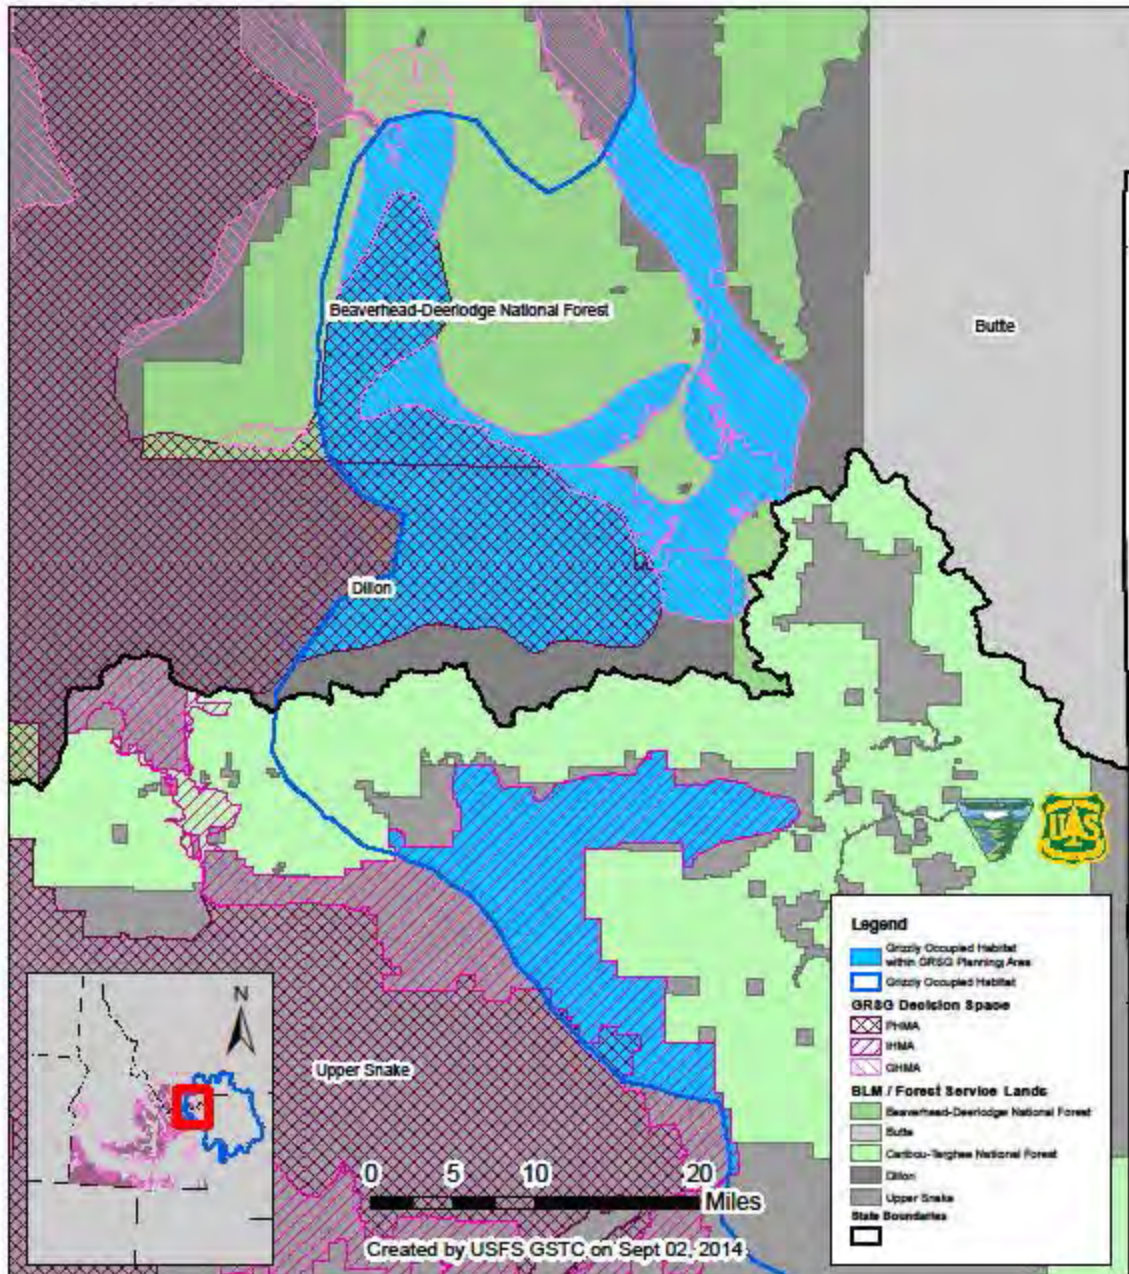 Beaverhead-Deerlodge National Forest
Butte
Dillon
UAS
Upper Snake
N
0 5 10 20
Miles
Created by USFS GSTC on Sept 02, 2014
Legend
Grizzly Occupied Habitat
within GRSG Planning Area
Grizzly Occupied Habitat
GRSG Decision Space
PHMA
IHMA
GHMA
BLM / Forest Service Lands
Beaverhead-Deerlodge National Forest
Butte
Caribou-Targhee National Forest
Dillon
Upper Snake
State Boundaries